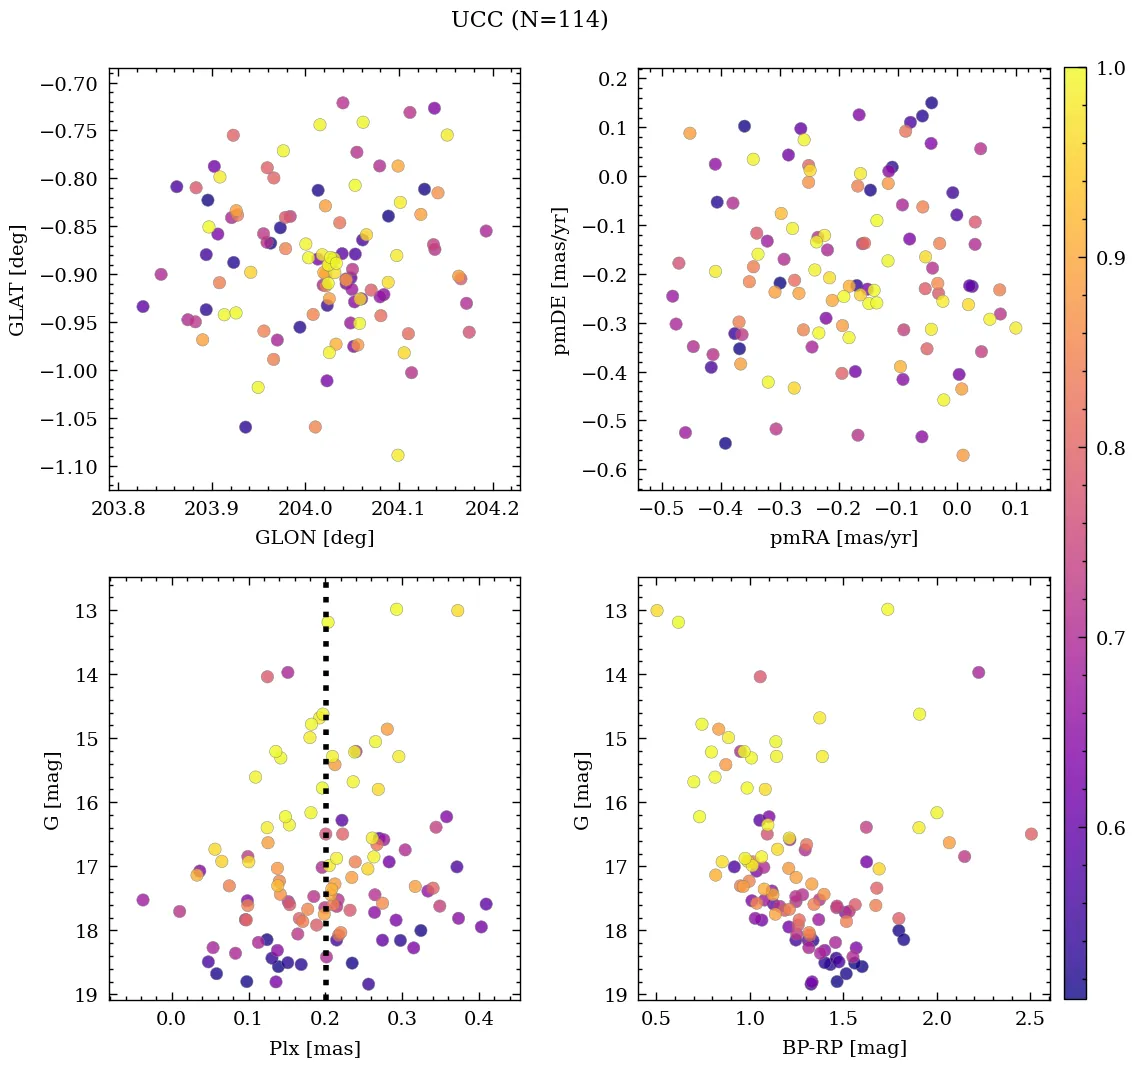 UCC (N=114)
−0.70
−0.75
−0.80
−0.85
−0.90
−0.95
−1.00
−1.05
−1.10
GLAT [deg]
203.8 203.9 204.0 204.1 204.2
GLON [deg]
0.2
0.1
0.0
−0.1
−0.2
−0.3
−0.4
−0.5
−0.6
pmDE [mas/yr]
−0.5 −0.4 −0.3 −0.2 −0.1 0.0 0.1
pmRA [mas/yr]
13
14
15
16
17
18
19
G [mag]
0.0 0.1 0.2 0.3 0.4
Plx [mas]
13
14
15
16
17
18
19
G [mag]
0.5 1.0 1.5 2.0 2.5
BP-RP [mag]
1.0
0.9
0.8
0.7
0.6